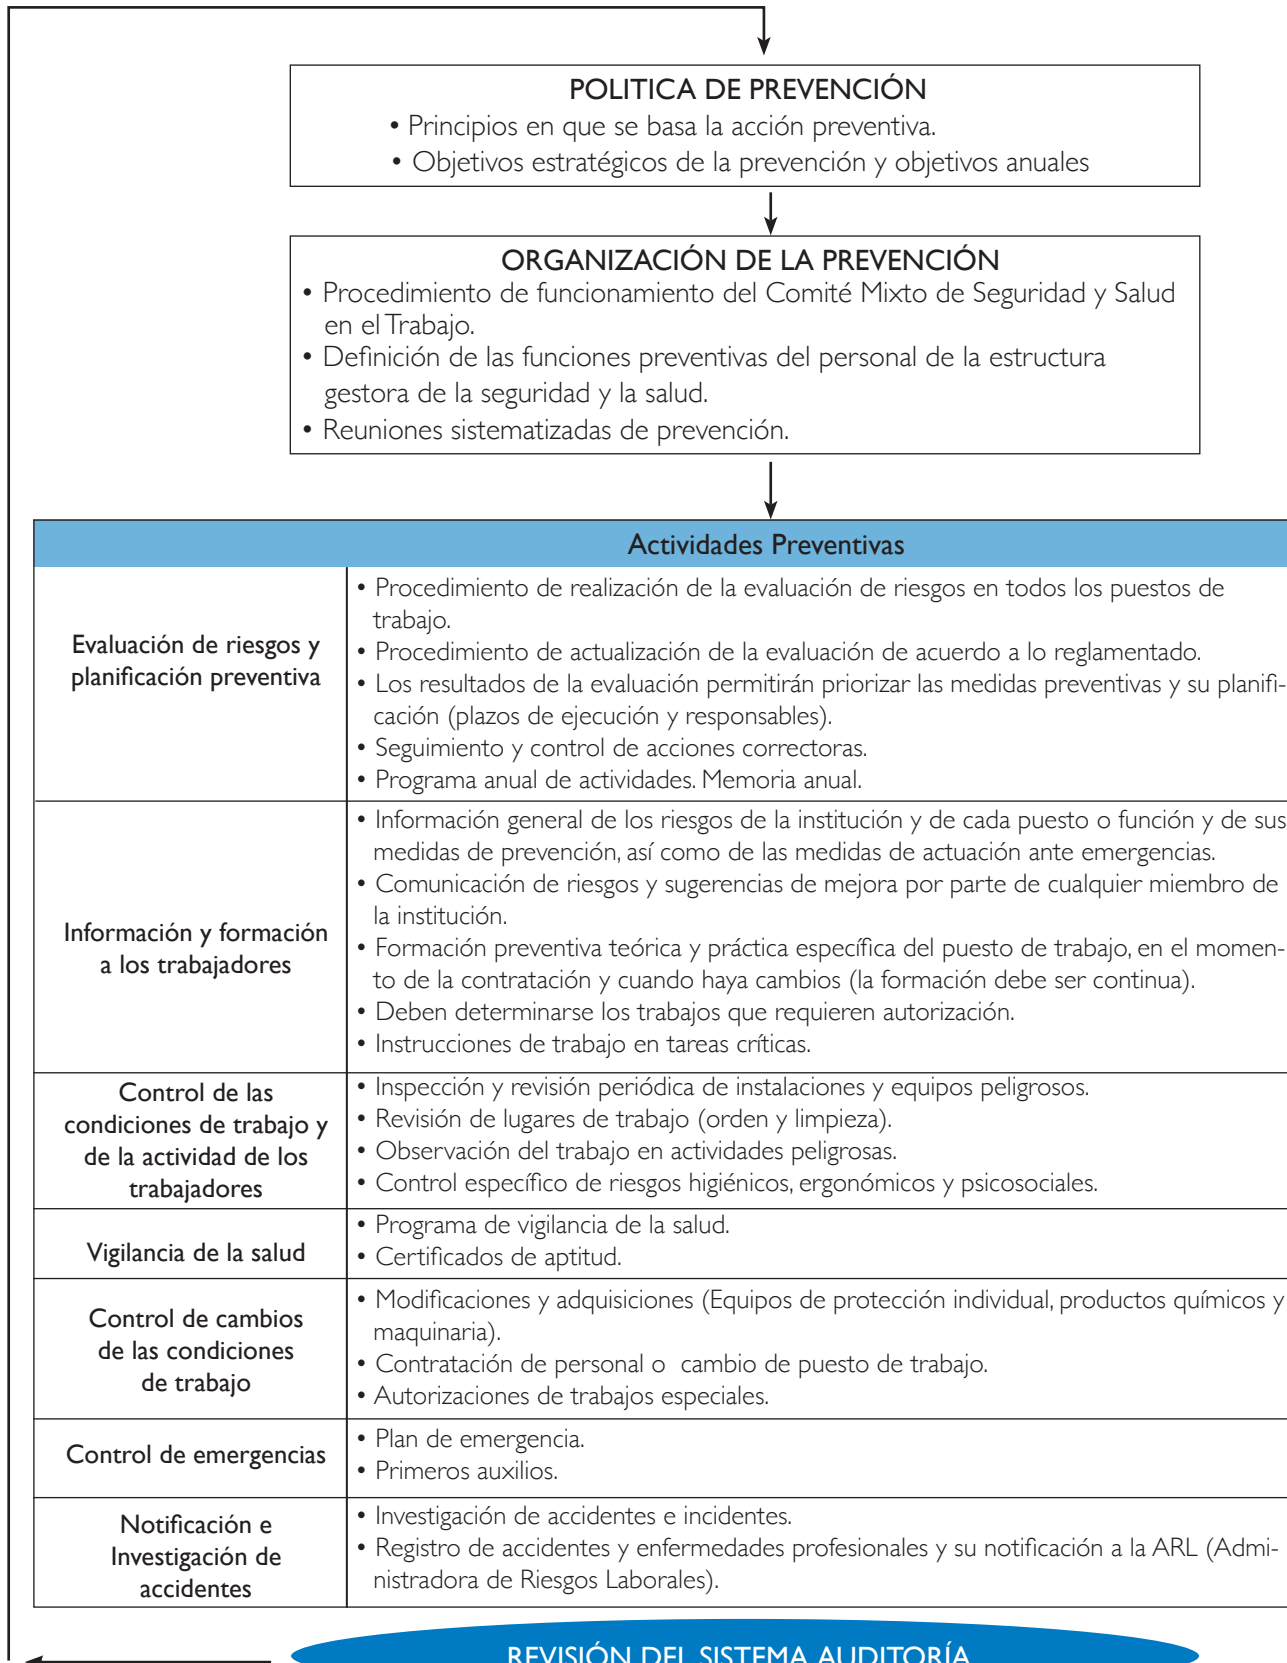 POLITICA DE PREVENCIÓN
• Principios en que se basa la acción preventiva.
• Objetivos estratégicos de la prevención y objetivos anuales
ORGANIZACIÓN DE LA PREVENCIÓN
• Procedimiento de funcionamiento del Comité Mixto de Seguridad y Salud
en el Trabajo.
• Definición de las funciones preventivas del personal de la estructura
gestora de la seguridad y la salud.
• Reuniones sistematizadas de prevención.
Actividades Preventivas
Evaluación de riesgos y
planificación preventiva
• Procedimiento de realización de la evaluación de riesgos en todos los puestos de
trabajo.
• Procedimiento de actualización de la evaluación de acuerdo a lo reglamentado.
• Los resultados de la evaluación permitirán priorizar las medidas preventivas y su planifi-
cación (plazos de ejecución y responsables).
• Seguimiento y control de acciones correctoras.
• Programa anual de actividades. Memoria anual.
Información y formación
a los trabajadores
• Información general de los riesgos de la institución y de cada puesto o función y de sus
medidas de prevención, así como de las medidas de actuación ante emergencias.
• Comunicación de riesgos y sugerencias de mejora por parte de cualquier miembro de
la institución.
• Formación preventiva teórica y práctica específica del puesto de trabajo, en el momen-
to de la contratación y cuando haya cambios (la formación debe ser continua).
• Deben determinarse los trabajos que requieren autorización.
• Instrucciones de trabajo en tareas críticas.
Control de las
condiciones de trabajo y
de la actividad de los
trabajadores
• Inspección y revisión periódica de instalaciones y equipos peligrosos.
• Revisión de lugares de trabajo (orden y limpieza).
• Observación del trabajo en actividades peligrosas.
• Control específico de riesgos higiénicos, ergonómicos y psicosociales.
Vigilancia de la salud
• Programa de vigilancia de la salud.
• Certificados de aptitud.
Control de cambios
de las condiciones
de trabajo
• Modificaciones y adquisiciones (Equipos de protección individual, productos químicos y
maquinaria).
• Contratación de personal o cambio de puesto de trabajo.
• Autorizaciones de trabajos especiales.
Control de emergencias
• Plan de emergencia.
• Primeros auxilios.
Notificación e
Investigación de
accidentes
• Investigación de accidentes e incidentes.
• Registro de accidentes y enfermedades profesionales y su notificación a la ARL (Admi-
nistradora de Riesgos Laborales).
REVISIÓN DEL SISTEMA AUDITORÍA